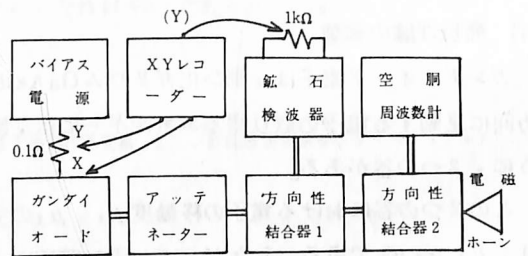 (Y)
1kΩ
バイアス
電 源
XYレコ
ーダー
鉱 石
検波器
空 胴
周波数計
0.1Ω
Y
X
ガンダイ
オード
アッテ
ネーター
方向性
結合器1
方向性
結合器2
電 磁
ホーン